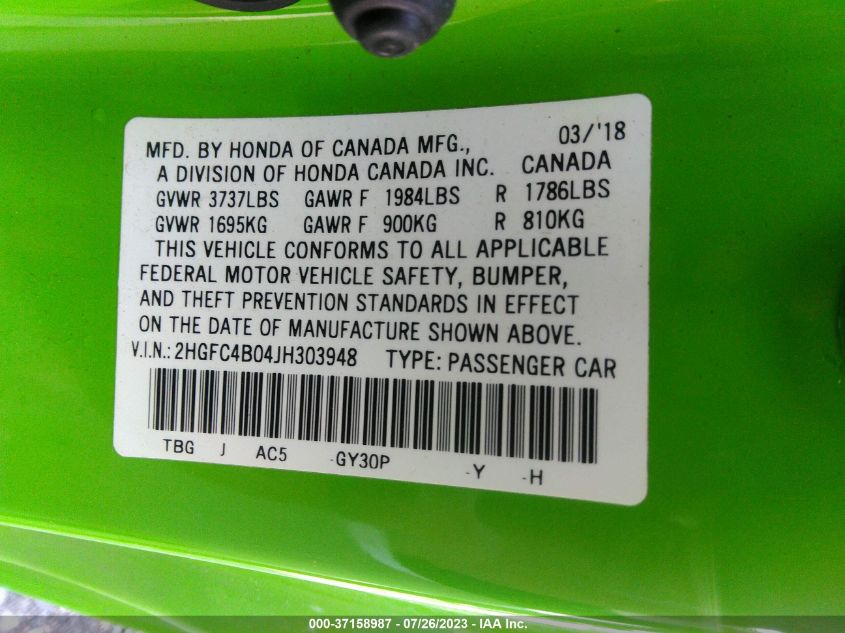 MFD. BY HONDA OF CANADA MFG., 03/'18
A DIVISION OF HONDA CANADA INC. CANADA
GVWR 3737LBS GAWR F 1984LBS R 1786LBS
GVWR 1695KG GAWR F 900KG R 810KG
THIS VEHICLE CONFORMS TO ALL APPLICABLE
FEDERAL MOTOR VEHICLE SAFETY, BUMPER,
AND THEFT PREVENTION STANDARDS IN EFFECT
ON THE DATE OF MANUFACTURE SHOWN ABOVE.
V.I.N.: 2HGFC4B04JH303948 TYPE: PASSENGER CAR
TBG J AC5 -GY30P -Y -H
000-37158987 - 07/26/2023 - IAA Inc.